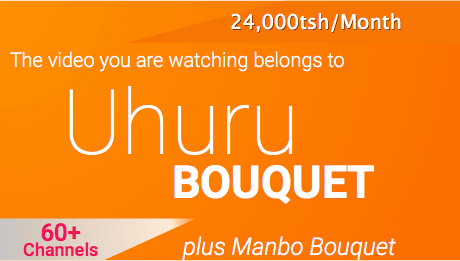 24,000tsh/Month
The video you are watching belongs to
Uhuru
BOUQUET
60+
Channels
plus Manbo Bouquet